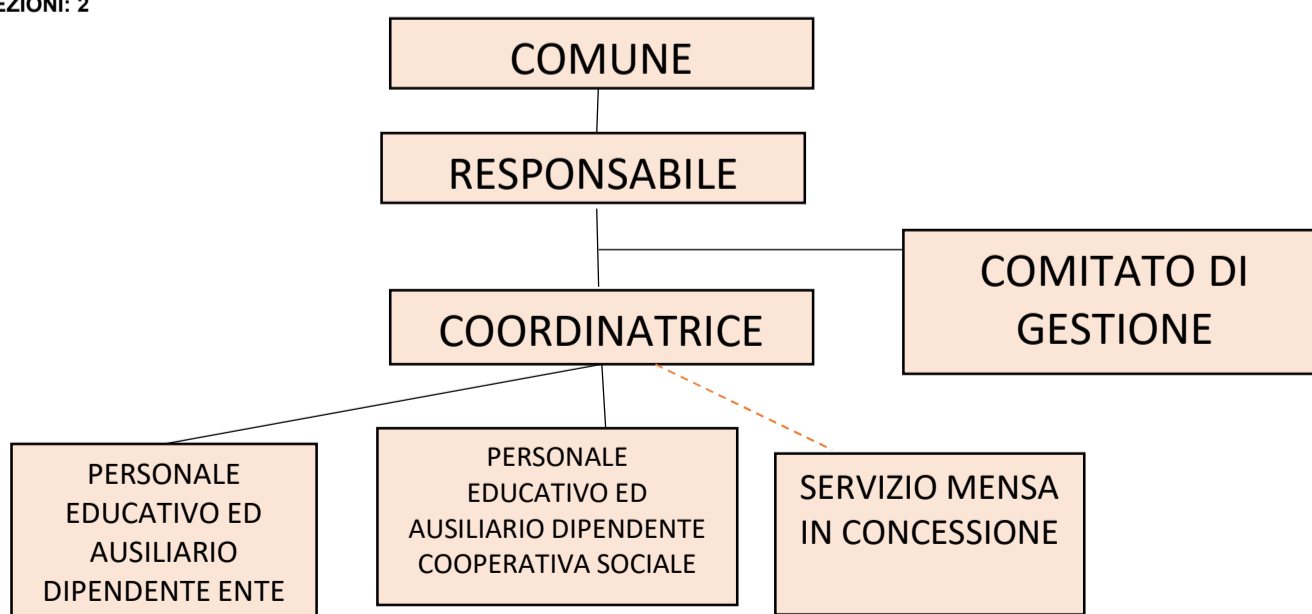 EZIONI: 2
COMUNE
RESPONSABILE
COMITATO DI
GESTIONE
COORDINATRICE
PERSONALE
EDUCATIVO ED
AUSILIARIO
DIPENDENTE ENTE
PERSONALE
EDUCATIVO ED
AUSILIARIO DIPENDENTE
COOPERATIVA SOCIALE
SERVIZIO MENSA
IN CONCESSIONE